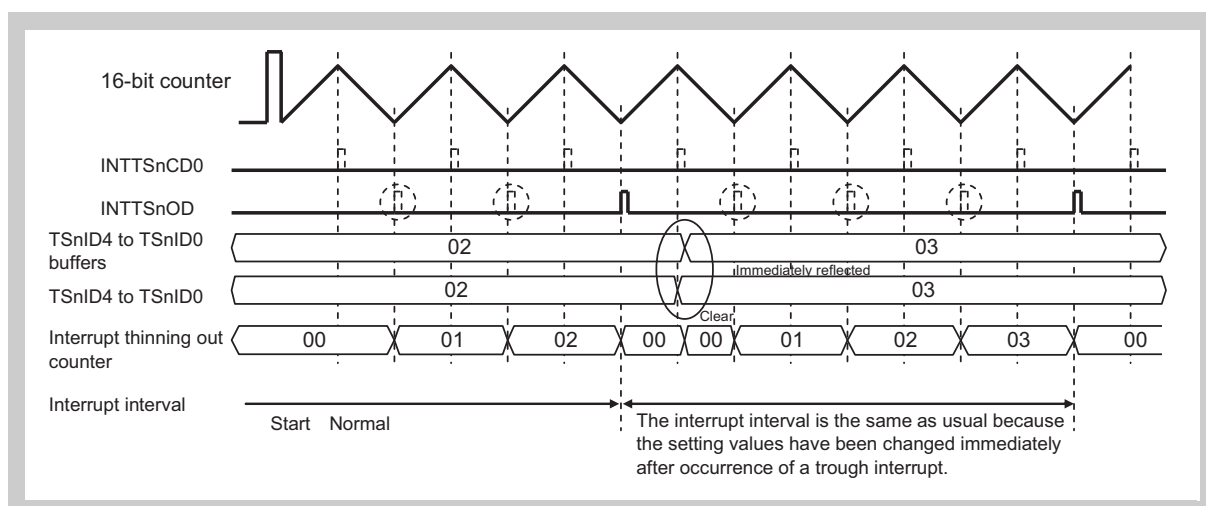 16-bit counter
INTTSnCD0
INTTSnOD
TSnID4 to TSnID0
buffers
02
03
Immediately reflected
TSnID4 to TSnID0
02
03
Clear
Interrupt thinning out
counter
00
01
02
00
00
01
02
03
00
Interrupt interval
Start Normal
The interrupt interval is the same as usual because
the setting values have been changed immediately
after occurrence of a trough interrupt.